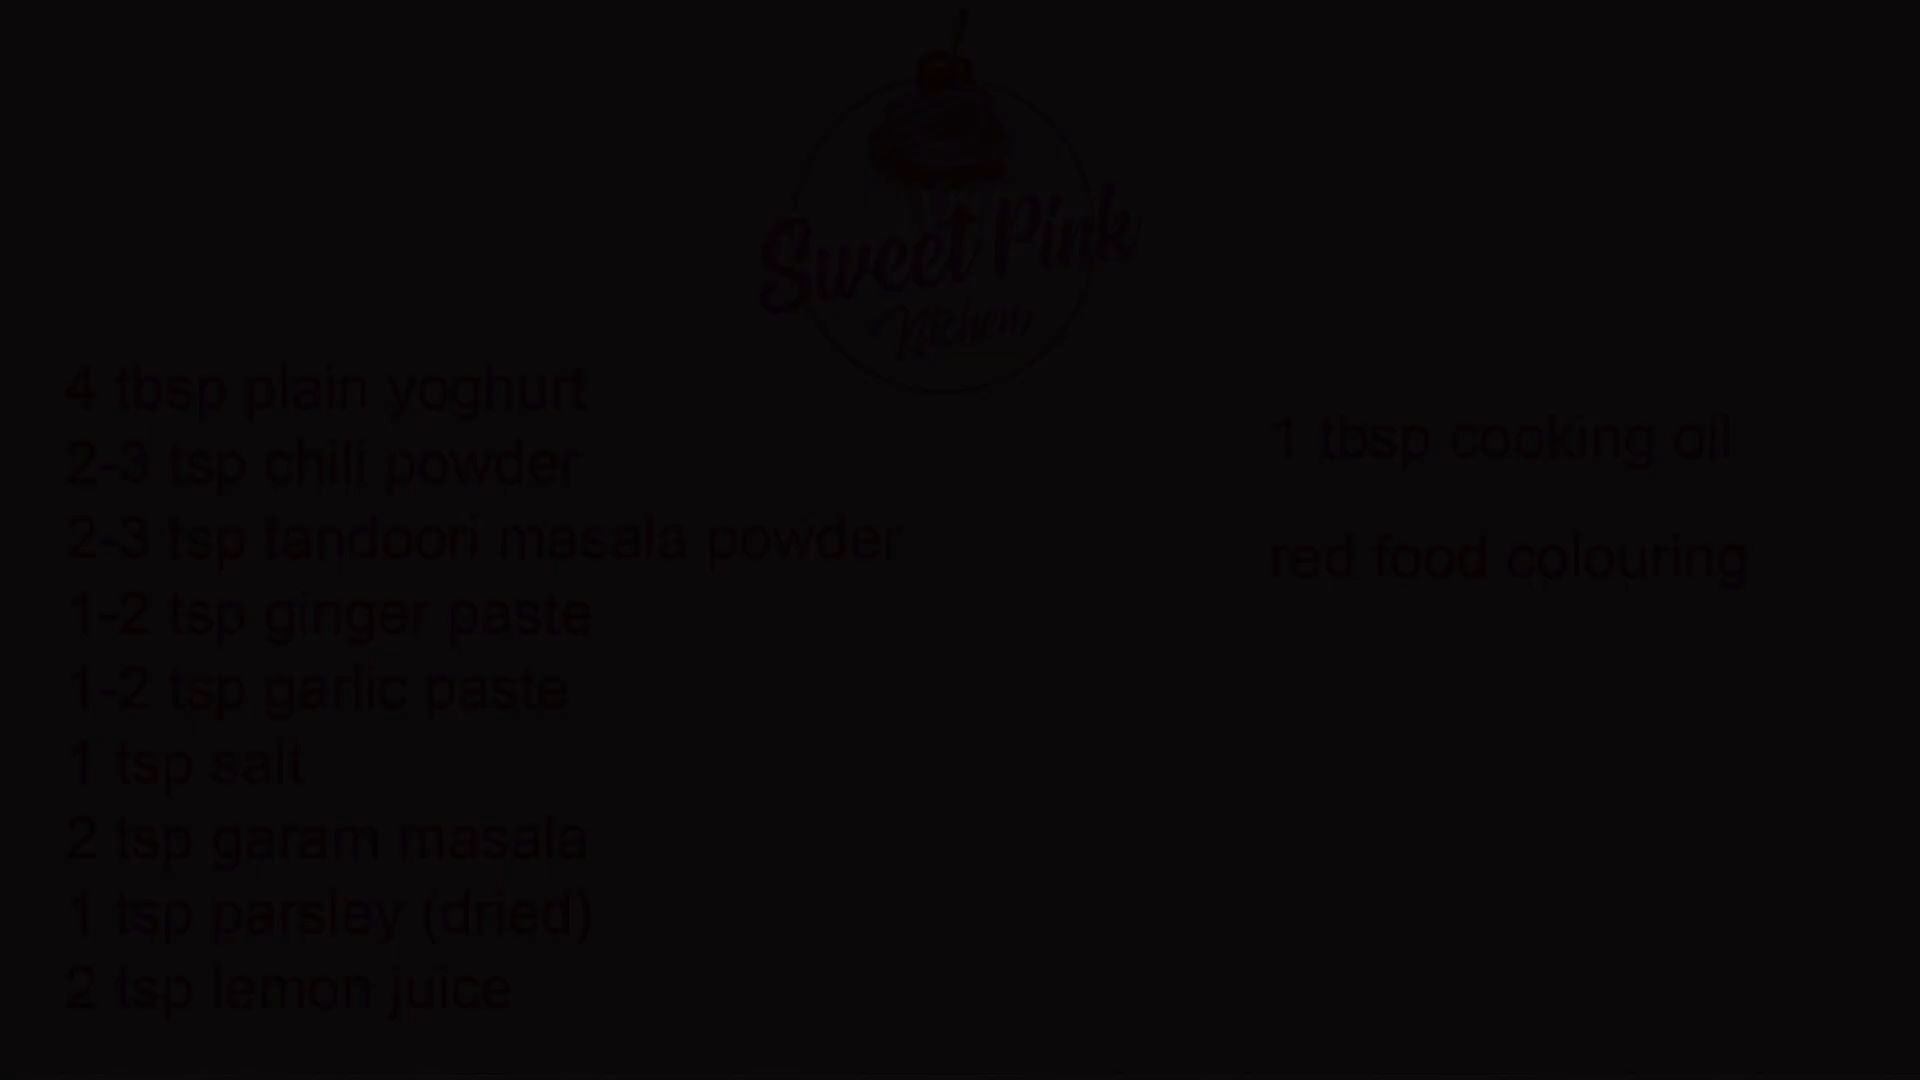 Sweet Pink
Kitchen
4 tbsp plain yoghurt
2-3 tsp chili powder
2-3 tsp tandoori masala powder
1-2 tsp ginger paste
1-2 tsp garlic paste
1 tsp salt
2 tsp garam masala
1 tsp parsley (dried)
2 tsp lemon juice
1 tbsp cooking oil
red food colouring